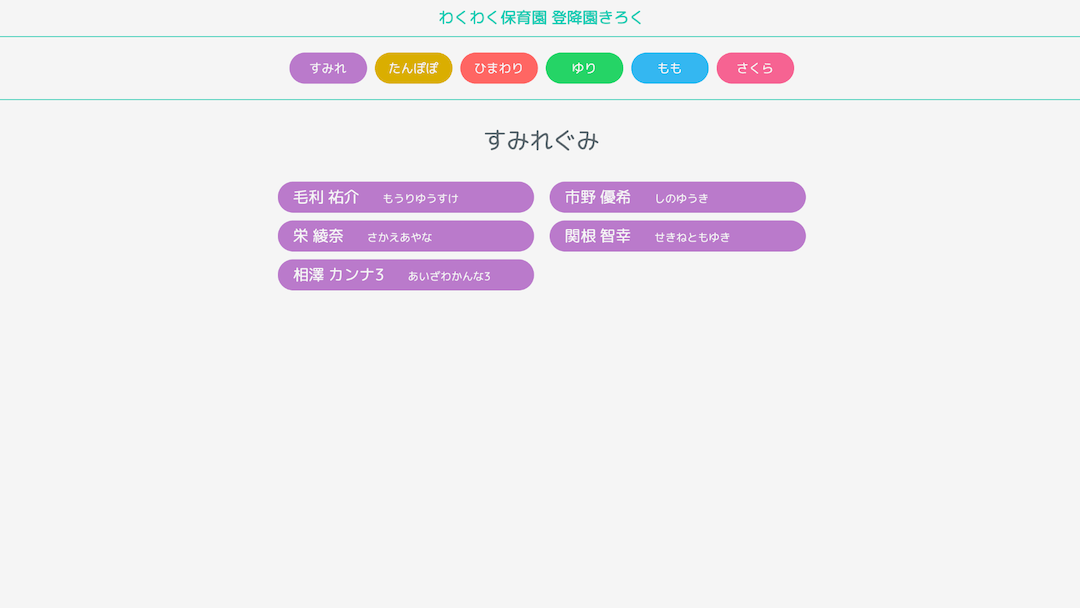 わくわく保育園 登降園きろく
すみれ たんぽぽ ひまわり ゆり もも さくら
すみれぐみ
毛利 祐介 もうりゆうすけ
市野 優希 しのゆうき
栄 綾奈 さかえあやな
関根 智幸 せきねともゆき
相澤 カンナ3 あいざわかんな3